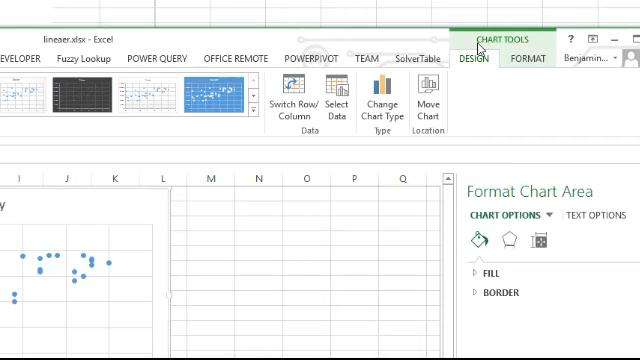 lineaer.xlsx - Excel
CHART TOOLS
?
EVELOPER Fuzzy Lookup POWER QUERY OFFICE REMOTE POWERPIVOT TEAM SolverTable DESIGN FORMAT Benjamin...
Switch Row/
Column
Select
Data
Change
Chart Type
Move
Chart
Data Type Location
I J K L M N O P Q
y
Format Chart Area
CHART OPTIONS TEXT OPTIONS
FILL
BORDER